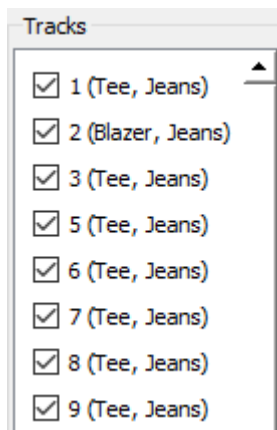 Tracks
1 (Tee, Jeans)
2 (Blazer, Jeans)
3 (Tee, Jeans)
5 (Tee, Jeans)
6 (Tee, Jeans)
7 (Tee, Jeans)
8 (Tee, Jeans)
9 (Tee, Jeans)